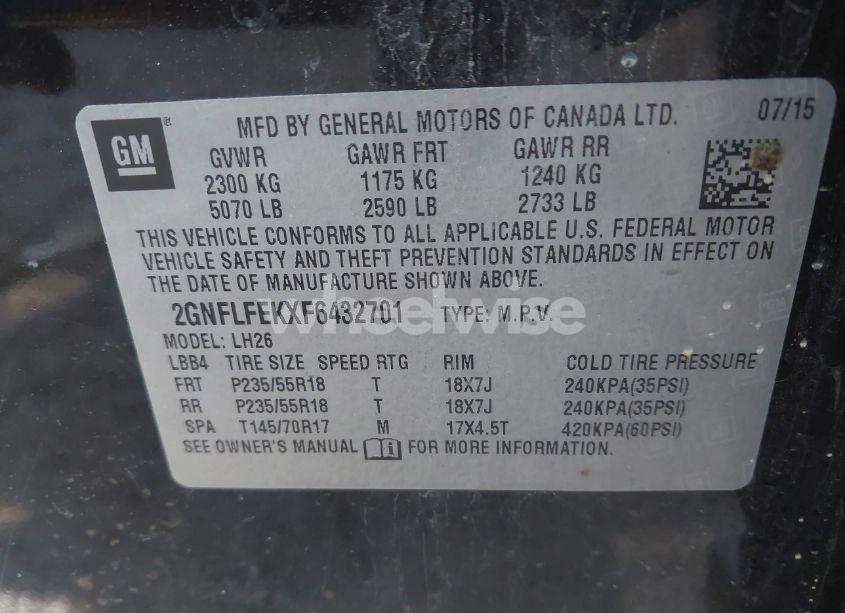 GM ®
MFD BY GENERAL MOTORS OF CANADA LTD. 07/15
GVWR GAWR FRT GAWR RR
2300 KG 1175 KG 1240 KG
5070 LB 2590 LB 2733 LB
THIS VEHICLE CONFORMS TO ALL APPLICABLE U.S. FEDERAL MOTOR
VEHICLE SAFETY AND THEFT PREVENTION STANDARDS IN EFFECT ON
THE DATE OF MANUFACTURE SHOWN ABOVE.
2GNFLFEKXF6432701 TYPE: M.P.V.
wheelwise
MODEL: LH26
LBB4 TIRE SIZE SPEED RTG RIM COLD TIRE PRESSURE
FRT P235/55R18 T 18X7J 240KPA(35PSI)
RR P235/55R18 T 18X7J 240KPA(35PSI)
SPA T145/70R17 M 17X4.5T 420KPA(60PSI)
SEE OWNER'S MANUAL FOR MORE INFORMATION.